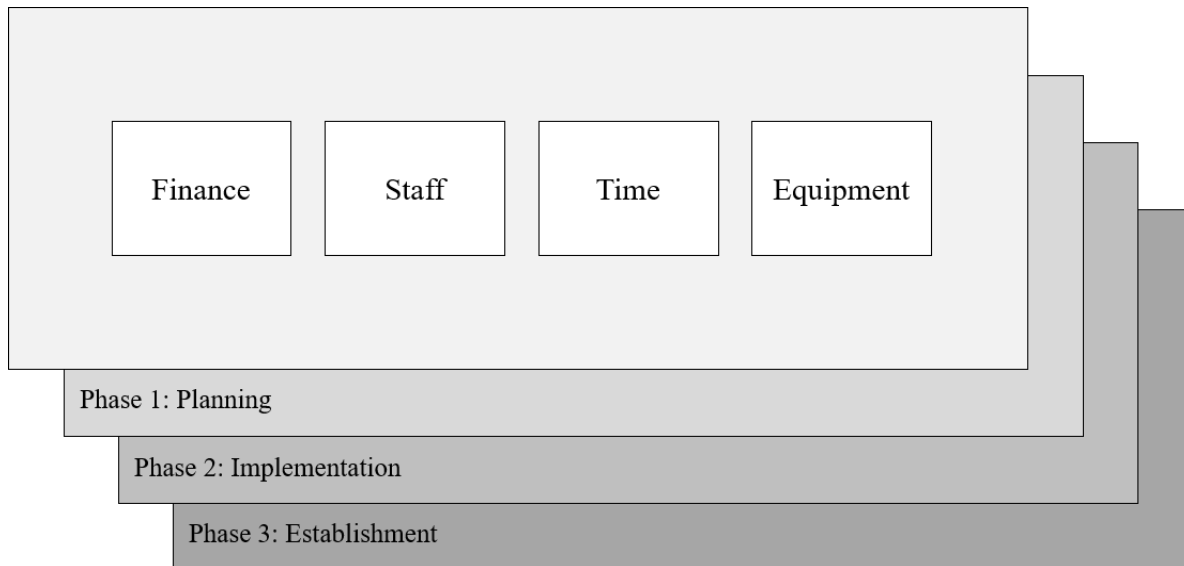 Finance
Staff
Time
Equipment
Phase 1: Planning
Phase 2: Implementation
Phase 3: Establishment